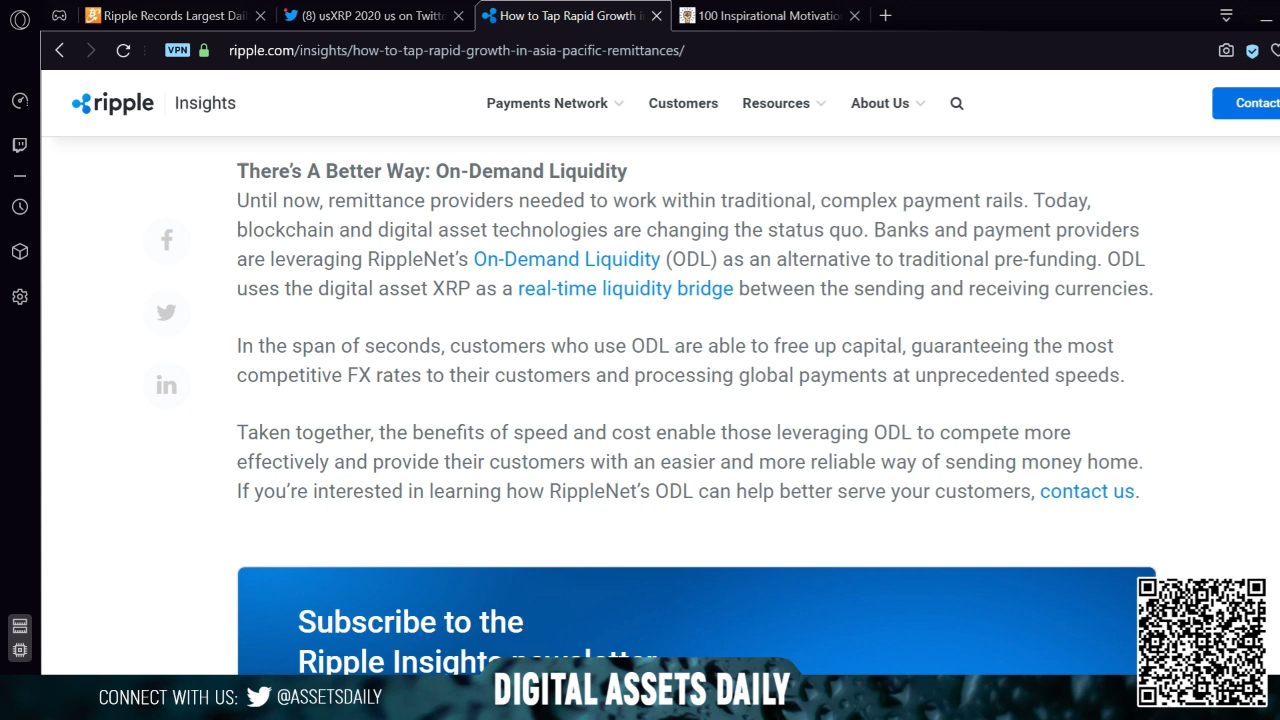 Ripple Records Largest Dail
(8) usXRP 2020 us on Twitte
How to Tap Rapid Growth i
100 Inspirational Motivatio
VPN
ripple.com/insights/how-to-tap-rapid-growth-in-asia-pacific-remittances/
ripple
Insights
Payments Network
Customers
Resources
About Us
Contact
There's A Better Way: On-Demand Liquidity
Until now, remittance providers needed to work within traditional, complex payment rails. Today,
blockchain and digital asset technologies are changing the status quo. Banks and payment providers
are leveraging RippleNet's On-Demand Liquidity (ODL) as an alternative to traditional pre-funding. ODL
uses the digital asset XRP as a real-time liquidity bridge between the sending and receiving currencies.
In the span of seconds, customers who use ODL are able to free up capital, guaranteeing the most
competitive FX rates to their customers and processing global payments at unprecedented speeds.
Taken together, the benefits of speed and cost enable those leveraging ODL to compete more
effectively and provide their customers with an easier and more reliable way of sending money home.
If you're interested in learning how RippleNet's ODL can help better serve your customers, contact us.
Subscribe to the
Ripple Insights newsletter
CONNECT WITH US: @ASSETSDAILY
DIGITAL ASSETS DAILY